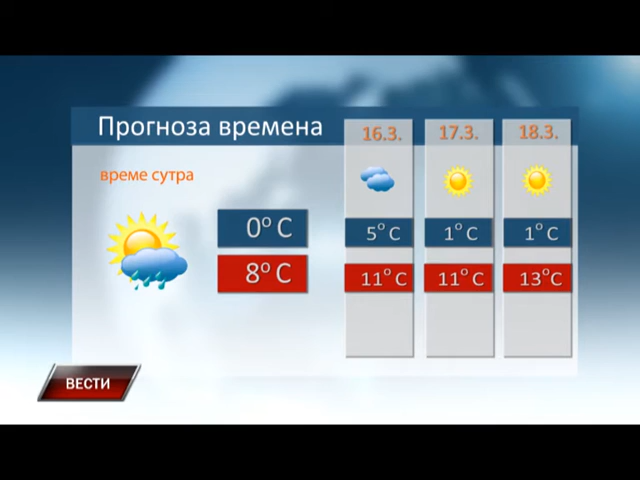 Прогноза времена
време сутра
0° C
8° C
16.3.
5° C
11° C
17.3.
1° C
11° C
18.3.
1° C
13°C
ВЕСТИ